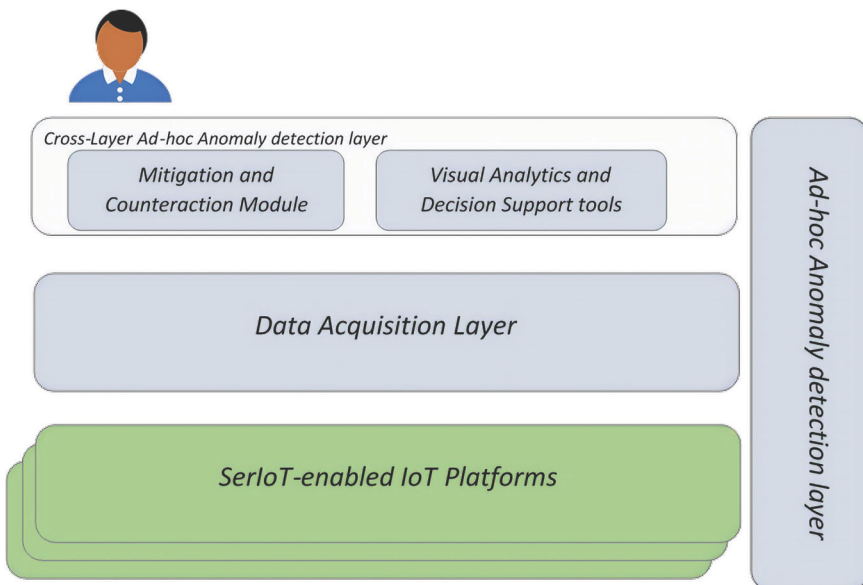 Cross-Layer Ad-hoc Anomaly detection layer
Mitigation and
Counteraction Module
Visual Analytics and
Decision Support tools
Data Acquisition Layer
SerIoT-enabled IoT Platforms
Ad-hoc Anomaly detection layer